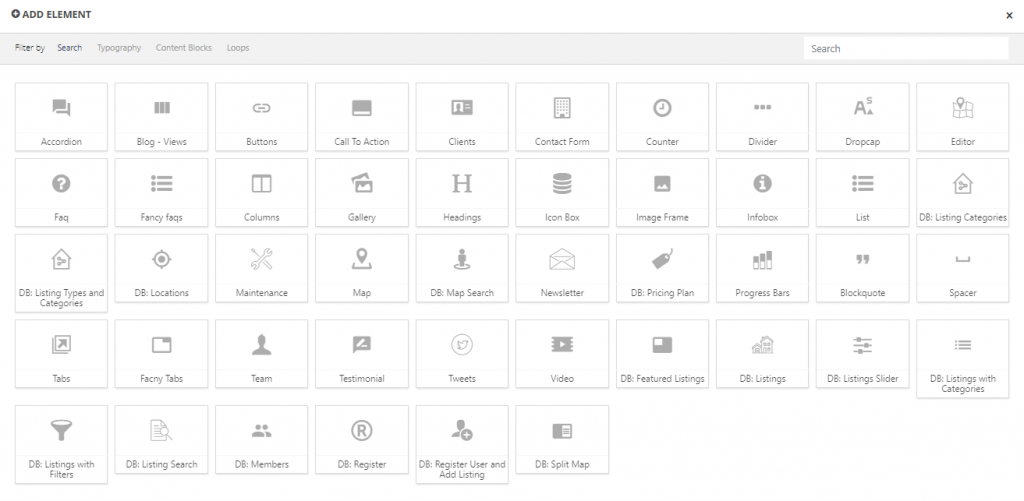 ADD ELEMENT
x
Filter by Search Typography Content Blocks Loops Search
Accordion Blog - Views Buttons Call To Action Clients Contact Form Counter Divider Dropcap Editor
Faq Fancy faqs Columns Gallery Headings Icon Box Image Frame Infobox List DB: Listing Categories
DB: Listing Types and
Categories
DB: Locations Maintenance Map DB: Map Search Newsletter DB: Pricing Plan Progress Bars Blockquote Spacer
Tabs Facny Tabs Team Testimonial Tweets Video DB: Featured Listings DB: Listings DB: Listings Slider DB: Listings with
Categories
DB: Listings with
Filters
DB: Listing Search DB: Members DB: Register DB: Register User and
Add Listing
DB: Split Map